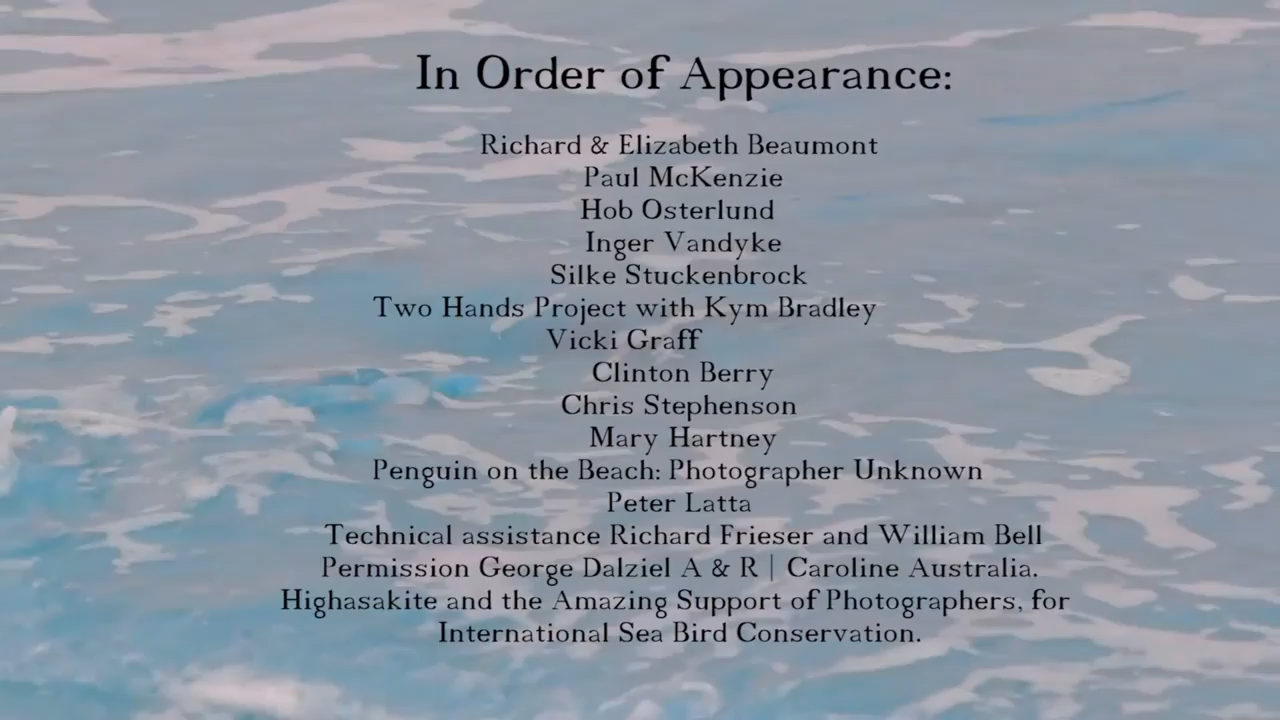 In Order of Appearance:
Richard & Elizabeth Beaumont
Paul McKenzie
Hob Osterlund
Inger Vandyke
Silke Stuckenbrock
Two Hands Project with Kym Bradley
Vicki Graff
Clinton Berry
Chris Stephenson
Mary Hartney
Penguin on the Beach: Photographer Unknown
Peter Latta
Technical assistance Richard Frieser and William Bell
Permission George Dalziel A & R | Caroline Australia.
Highasakite and the Amazing Support of Photographers, for
International Sea Bird Conservation.